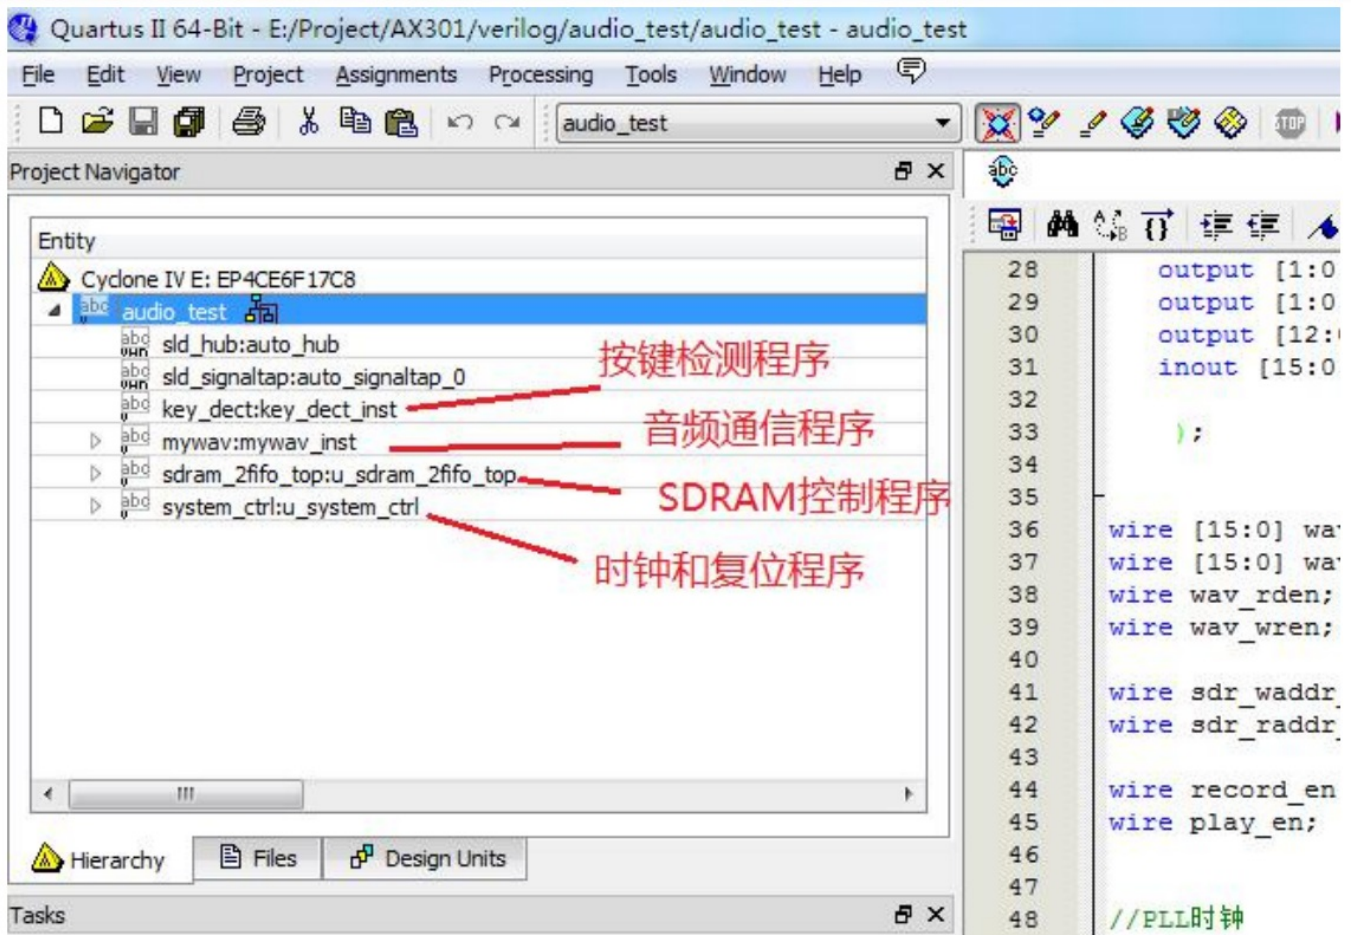 Quartus II 64-Bit - E:/Project/AX301/verilog/audio_test/audio_test - audio_test
File Edit View Project Assignments Processing Tools Window Help
audio_test
STOP
Project Navigator
abc
Entity
Cyclone IV E: EP4CE6F17C8
audio_test
sld_hub:auto_hub
sld_signaltap:auto_signaltap_0
key_dect:key_dect_inst
mywav:mywav_inst
sdram_2fifo_top:u_sdram_2fifo_top
system_ctrl:u_system_ctrl
按键检测程序
音频通信程序
SDRAM控制程序
时钟和复位程序
Hierarchy Files Design Units
Tasks
28 output [1:0
29 output [1:0
30 output [12:
31 inout [15:0
32
33 );
34
35
36 wire [15:0] wa
37 wire [15:0] wa
38 wire wav_rden;
39 wire wav_wren;
40
41 wire sdr_waddr_
42 wire sdr_raddr_
43
44 wire record_en
45 wire play_en;
46
47
48 //PLL时钟